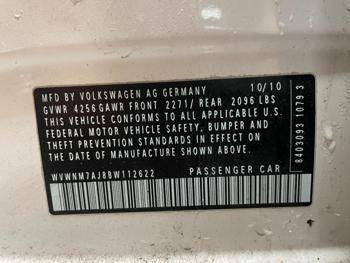 MFD BY VOLKSWAGEN AG GERMANY 10/10
GVWR 4256 GAWR FRONT 2271/ REAR 2096 LBS
THIS VEHICLE CONFORMS TO ALL APPLICABLE U.S.
FEDERAL MOTOR VEHICLE SAFETY, BUMPER AND
THEFT PREVENTION STANDARDS IN EFFECT ON
THE DATE OF MANUFACTURE SHOWN ABOVE.
WVWNM7AJ8BW112622 PASSENGER CAR
8403093 1079 3